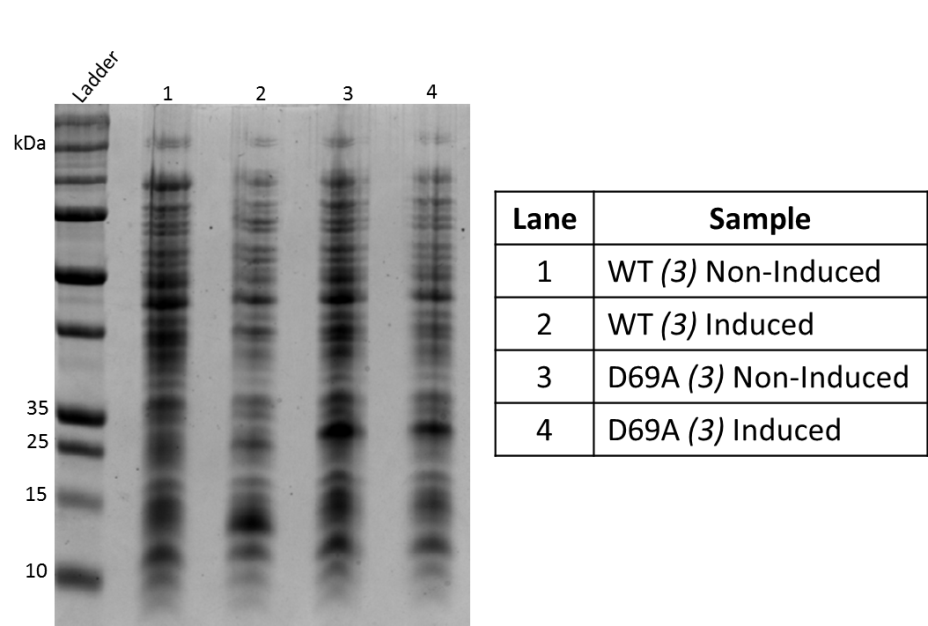 Ladder
1 2 3 4
kDa
35
25
15
10
Lane Sample
1 WT (3) Non-Induced
2 WT (3) Induced
3 D69A (3) Non-Induced
4 D69A (3) Induced